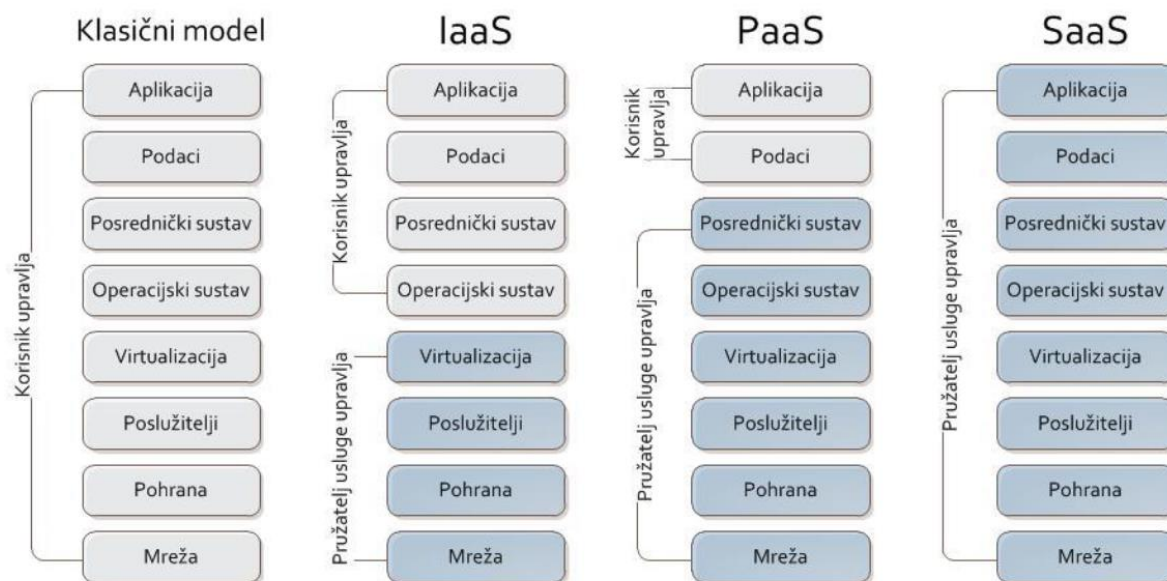 Klasični model
Korisnik upravlja
Aplikacija
Podaci
Posrednički sustav
Operacijski sustav
Virtualizacija
Poslužitelji
Pohrana
Mreža
IaaS
Korisnik upravlja
Pružatelj usluge upravlja
Aplikacija
Podaci
Posrednički sustav
Operacijski sustav
Virtualizacija
Poslužitelji
Pohrana
Mreža
PaaS
Korisnik
upravlja
Pružatelj usluge upravlja
Aplikacija
Podaci
Posrednički sustav
Operacijski sustav
Virtualizacija
Poslužitelji
Pohrana
Mreža
SaaS
Pružatelj usluge upravlja
Aplikacija
Podaci
Posrednički sustav
Operacijski sustav
Virtualizacija
Poslužitelji
Pohrana
Mreža